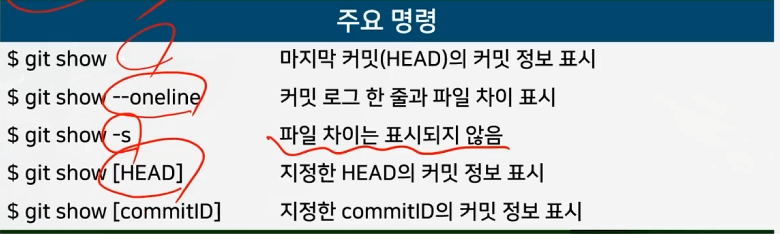 주요 명령
$ git show 마지막 커밋(HEAD)의 커밋 정보 표시
$ git show --oneline 커밋 로그 한 줄과 파일 차이 표시
$ git show -s 파일 차이는 표시되지 않음
$ git show [HEAD] 지정한 HEAD의 커밋 정보 표시
$ git show [commitID] 지정한 commitID의 커밋 정보 표시